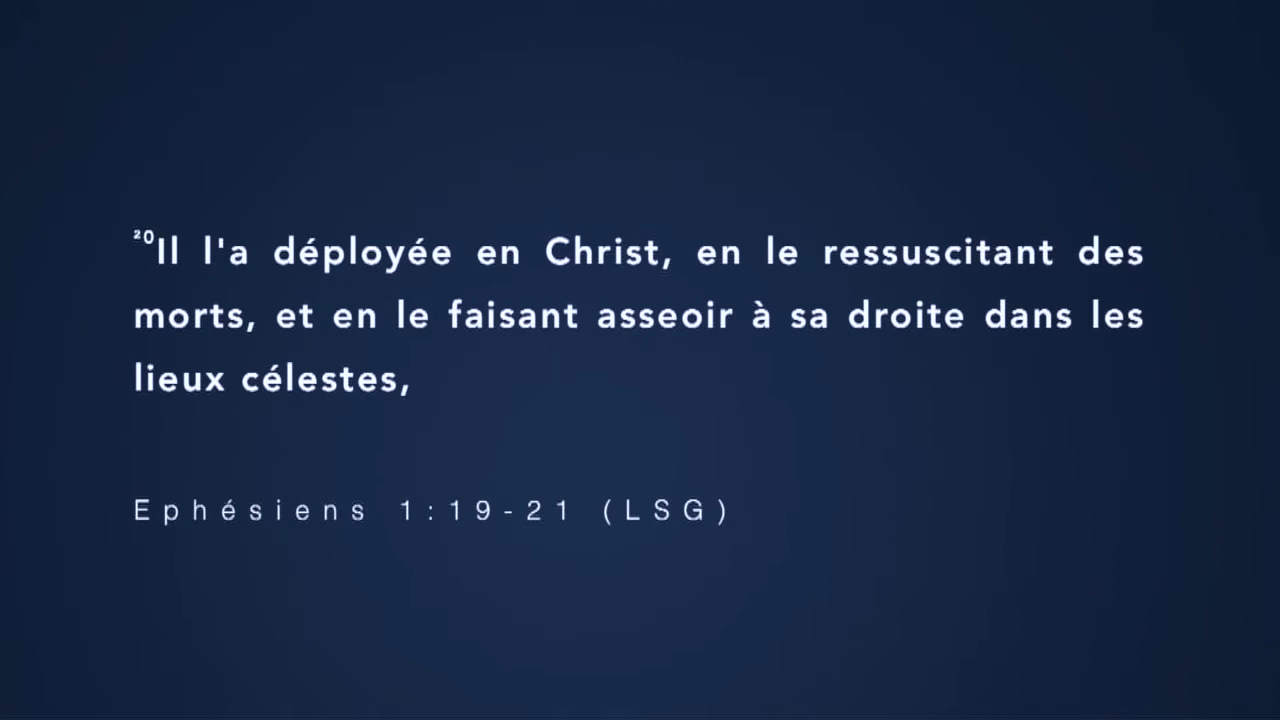 ²⁰Il l'a déployée en Christ, en le ressuscitant des
morts, et en le faisant asseoir à sa droite dans les
lieux célestes,
Ephésiens 1:19-21 (LSG)